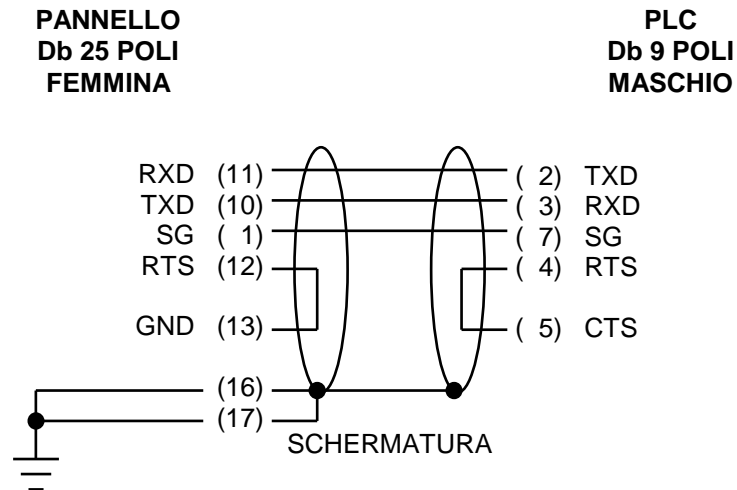 PANNELLO
Db 25 POLI
FEMMINA
PLC
Db 9 POLI
MASCHIO
RXD (11) ( 2) TXD
TXD (10) ( 3) RXD
SG ( 1) ( 7) SG
RTS (12) ( 4) RTS
GND (13) ( 5) CTS
(16)
(17)
SCHERMATURA